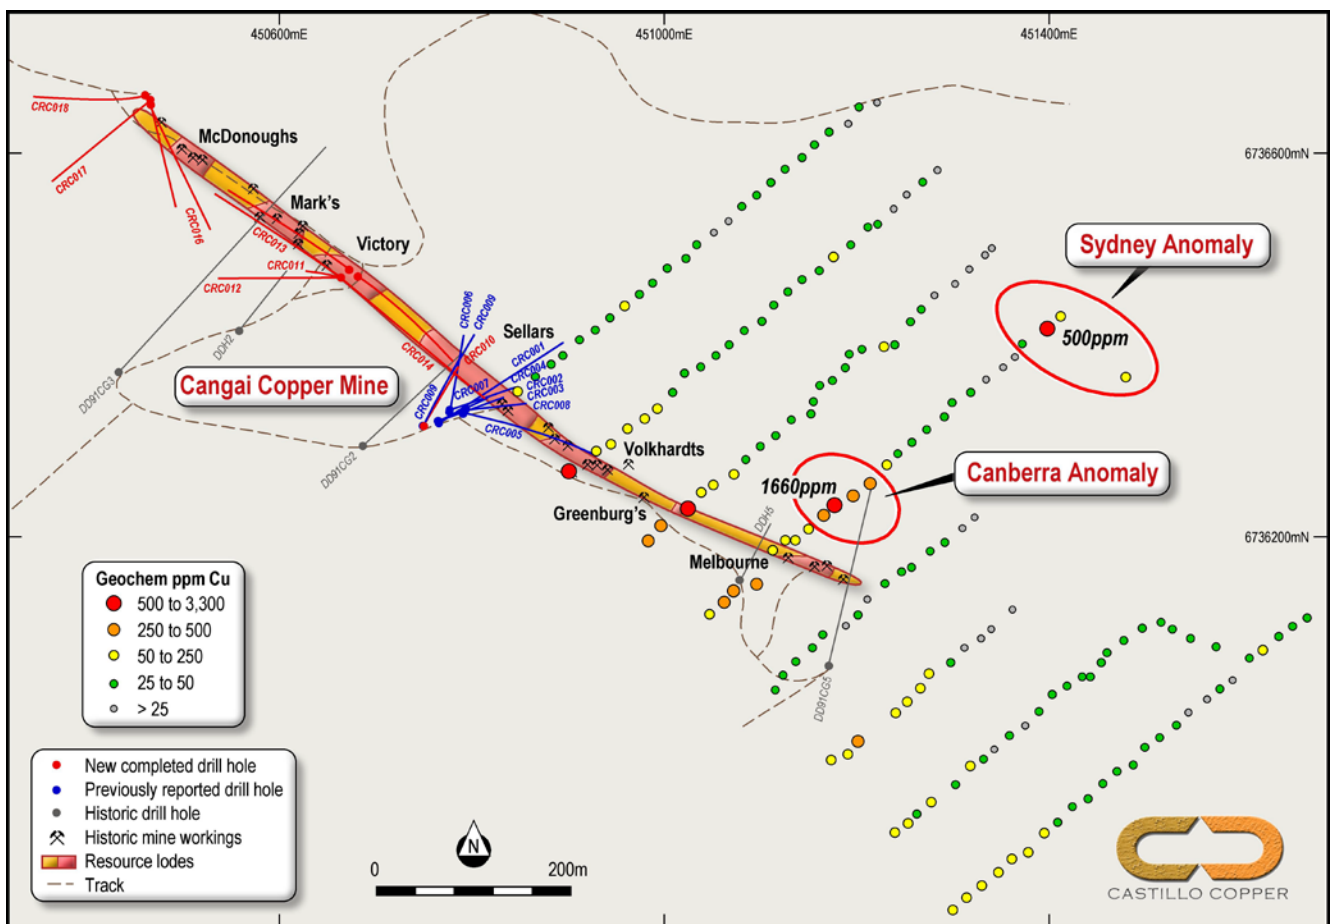 450600mE
451000mE
451400mE
CRC018
McDonoughs
6736600mN
CRC017
Mark's
CRC016
CRC013
Victory
Sydney Anomaly
CRC011
CRC012
CRC006
CRC009
Sellars
500ppm
DDH2
CRC010
CRC001
CRC014
CRC004
DD91CG3
Cangai Copper Mine
CRC007
CRC002
CRC003
CRC009
CRC008
CRC005
DD91CG2
Volkhardts
Canberra Anomaly
1660ppm
Greenburg's
DDH5
6736200mN
Melbourne
DD91CG5
Geochem ppm Cu
500 to 3,300
250 to 500
50 to 250
25 to 50
> 25
New completed drill hole
Previously reported drill hole
Historic drill hole
Historic mine workings
Resource lodes
Track
N
0
200m
CASTILLO COPPER